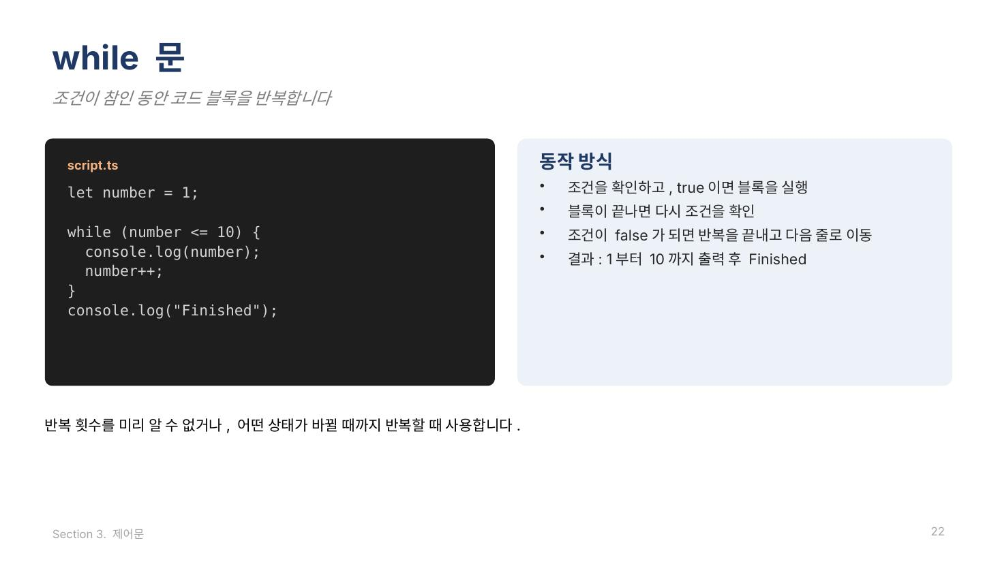 while 문
조건이 참인 동안 코드 블록을 반복합니다
script.ts
let number = 1;
while (number <= 10) {
  console.log(number);
  number++;
}
console.log("Finished");
동작 방식
• 조건을 확인하고 , true 이면 블록을 실행
• 블록이 끝나면 다시 조건을 확인
• 조건이 false 가 되면 반복을 끝내고 다음 줄로 이동
• 결과 : 1 부터 10 까지 출력 후 Finished
반복 횟수를 미리 알 수 없거나 , 어떤 상태가 바뀔 때까지 반복할 때 사용합니다 .
Section 3. 제어문
22